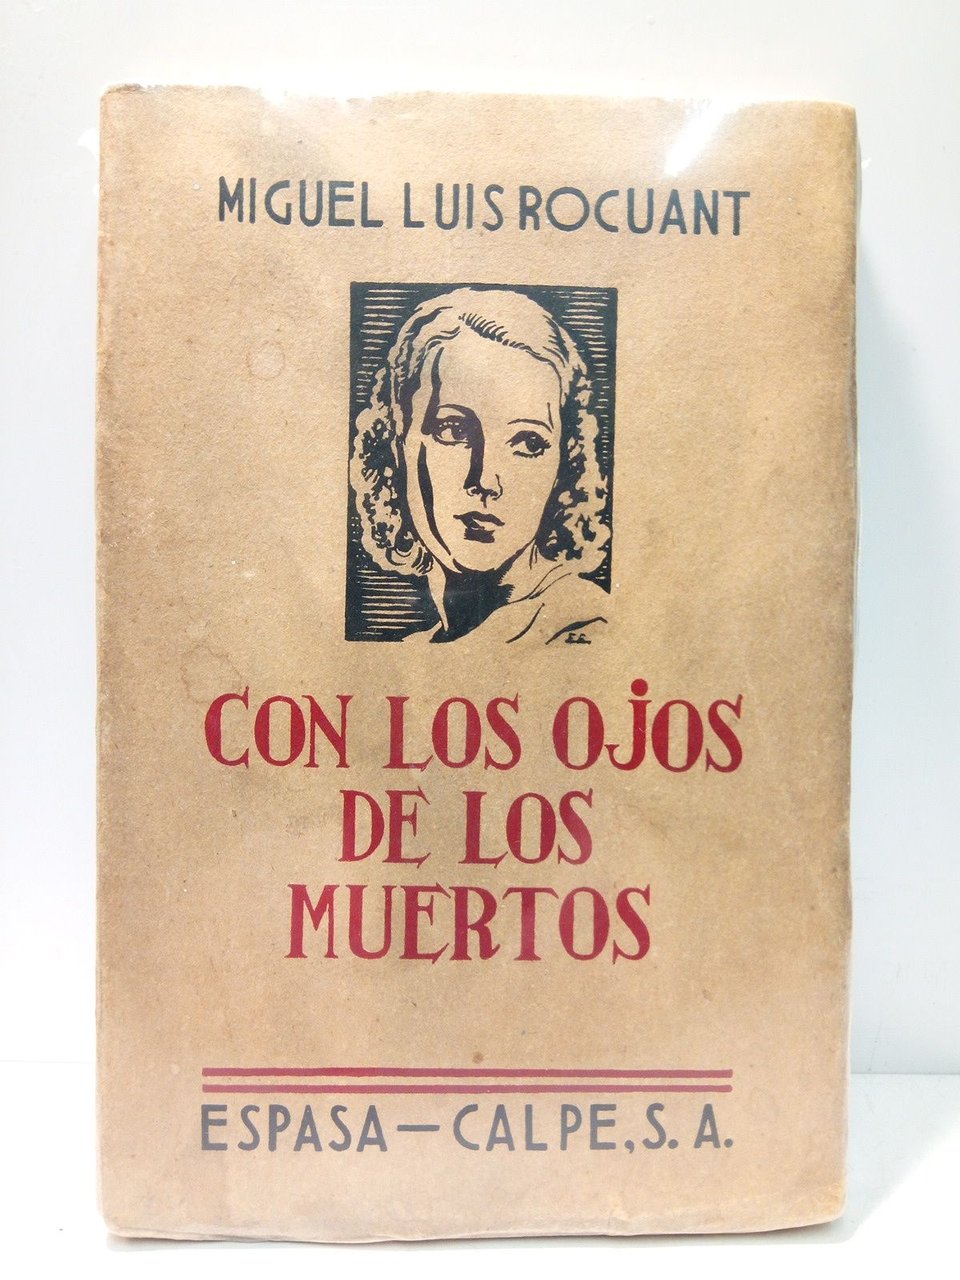 MIGUEL LUIS ROCUANT
E.C.
CON LOS OJOS
DE LOS
MUERTOS
ESPASA — CALPE, S. A.